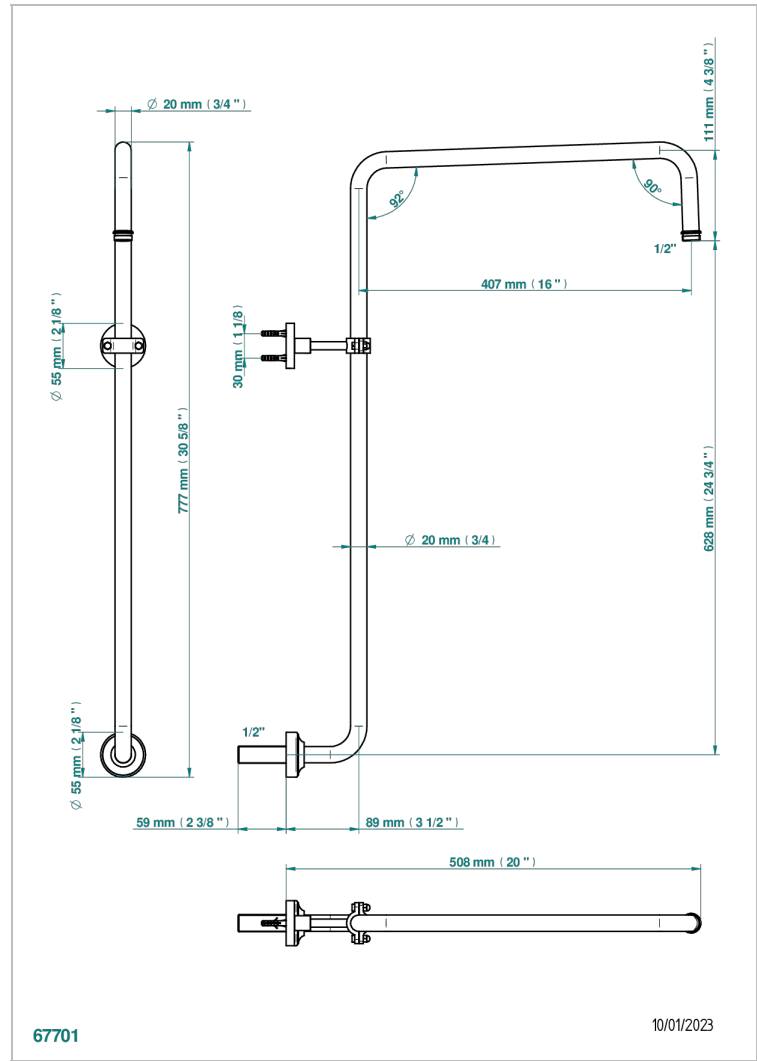 111 mm ( 4 3/8 " )
∅ 20 mm ( 3/4 " )
92°
90°
1/2"
407 mm ( 16 " )
∅ 55 mm ( 2 1/8 " )
30 mm ( 1 1/8)
777 mm ( 30 5/8" )
628 mm ( 24 3/4 " )
∅ 20 mm ( 3/4 )
∅ 55 mm ( 2 1/8 " )
1/2"
59 mm ( 2 3/8" )
89 mm ( 3 1/2 " )
508 mm ( 20 " )
67701
10/01/2023